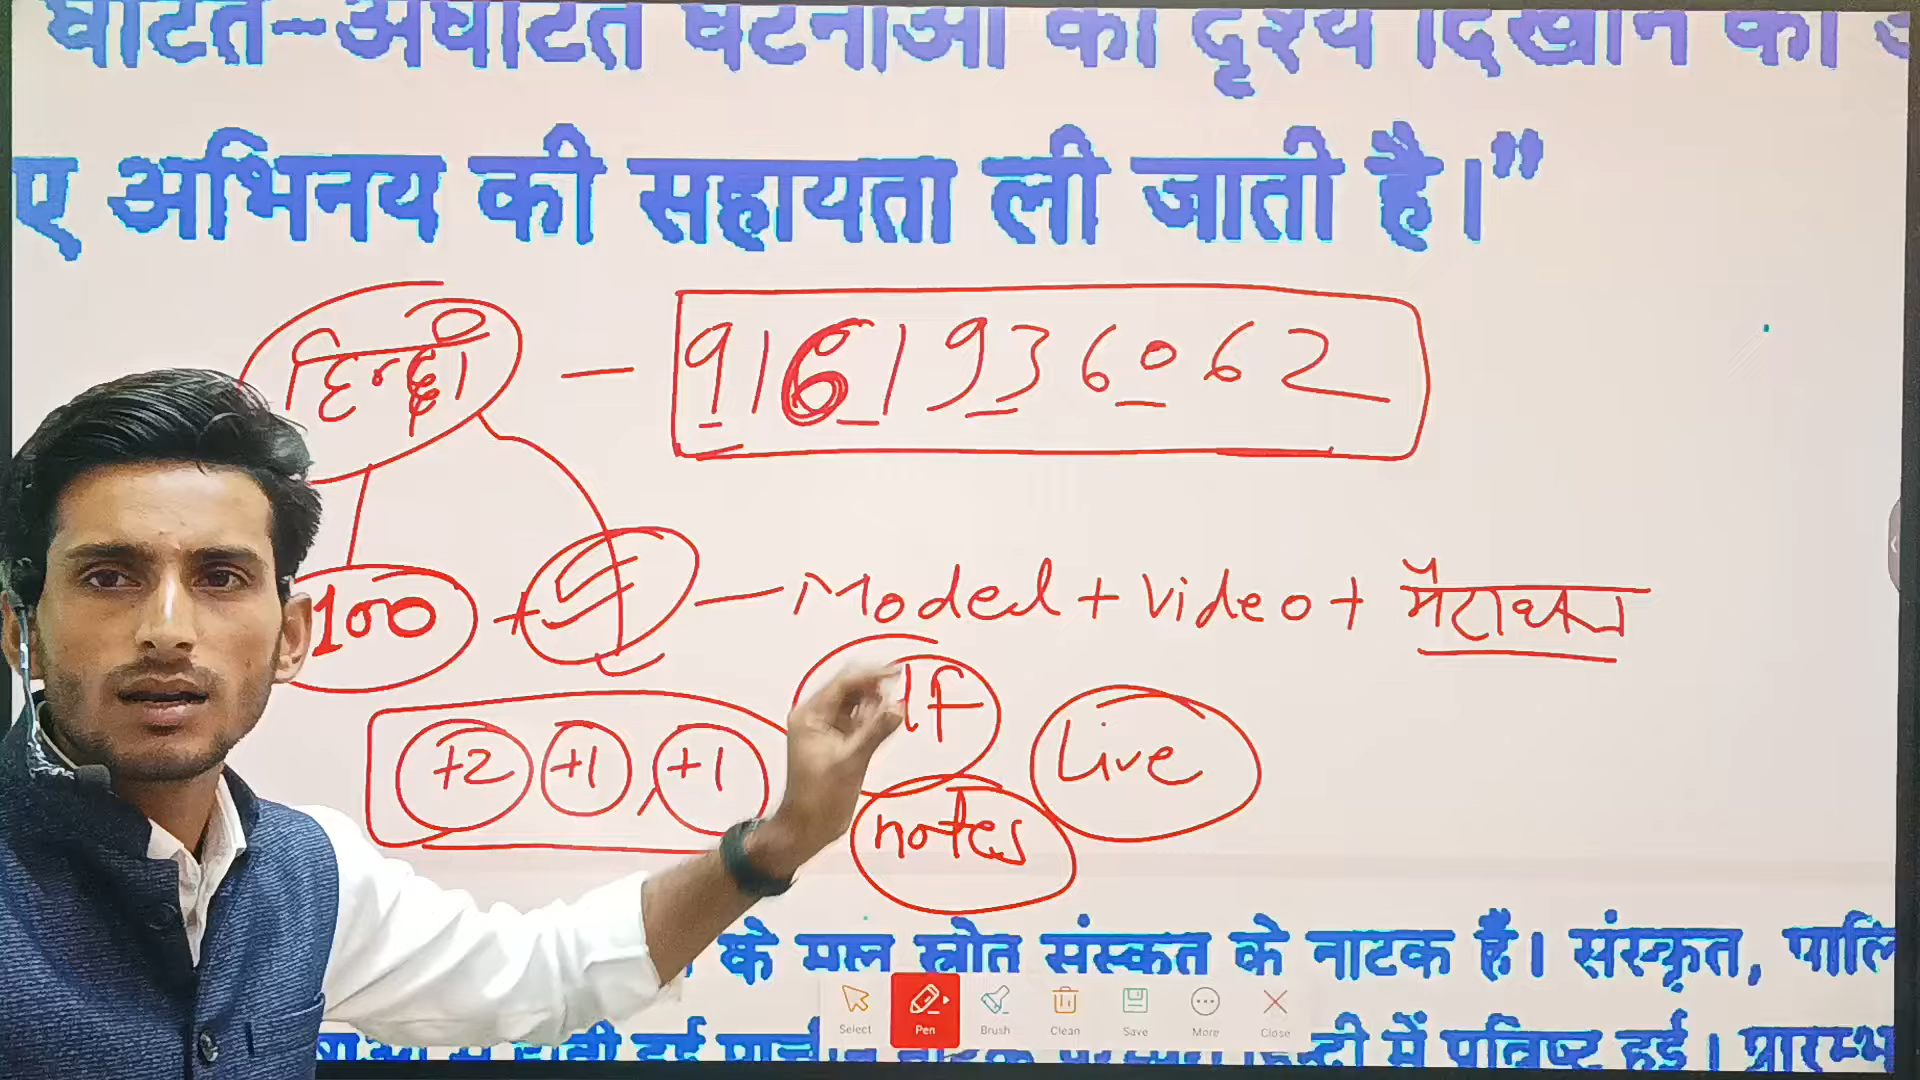 घटित-अघटित घटनाओं का दृश्य दिखाने की
ए अभिनय की सहायता ली जाती है।”
हिन्दी — 9161936062
100 + — Model + Video + मैराथन
+2 +1, +1 Live
notes
के मूल स्रोत संस्कृत के नाटक हैं। संस्कृत, पालि
हुई में प्रविष्ट हुई। प्रारम्भ
Select Pen Brush Clean Save More Close